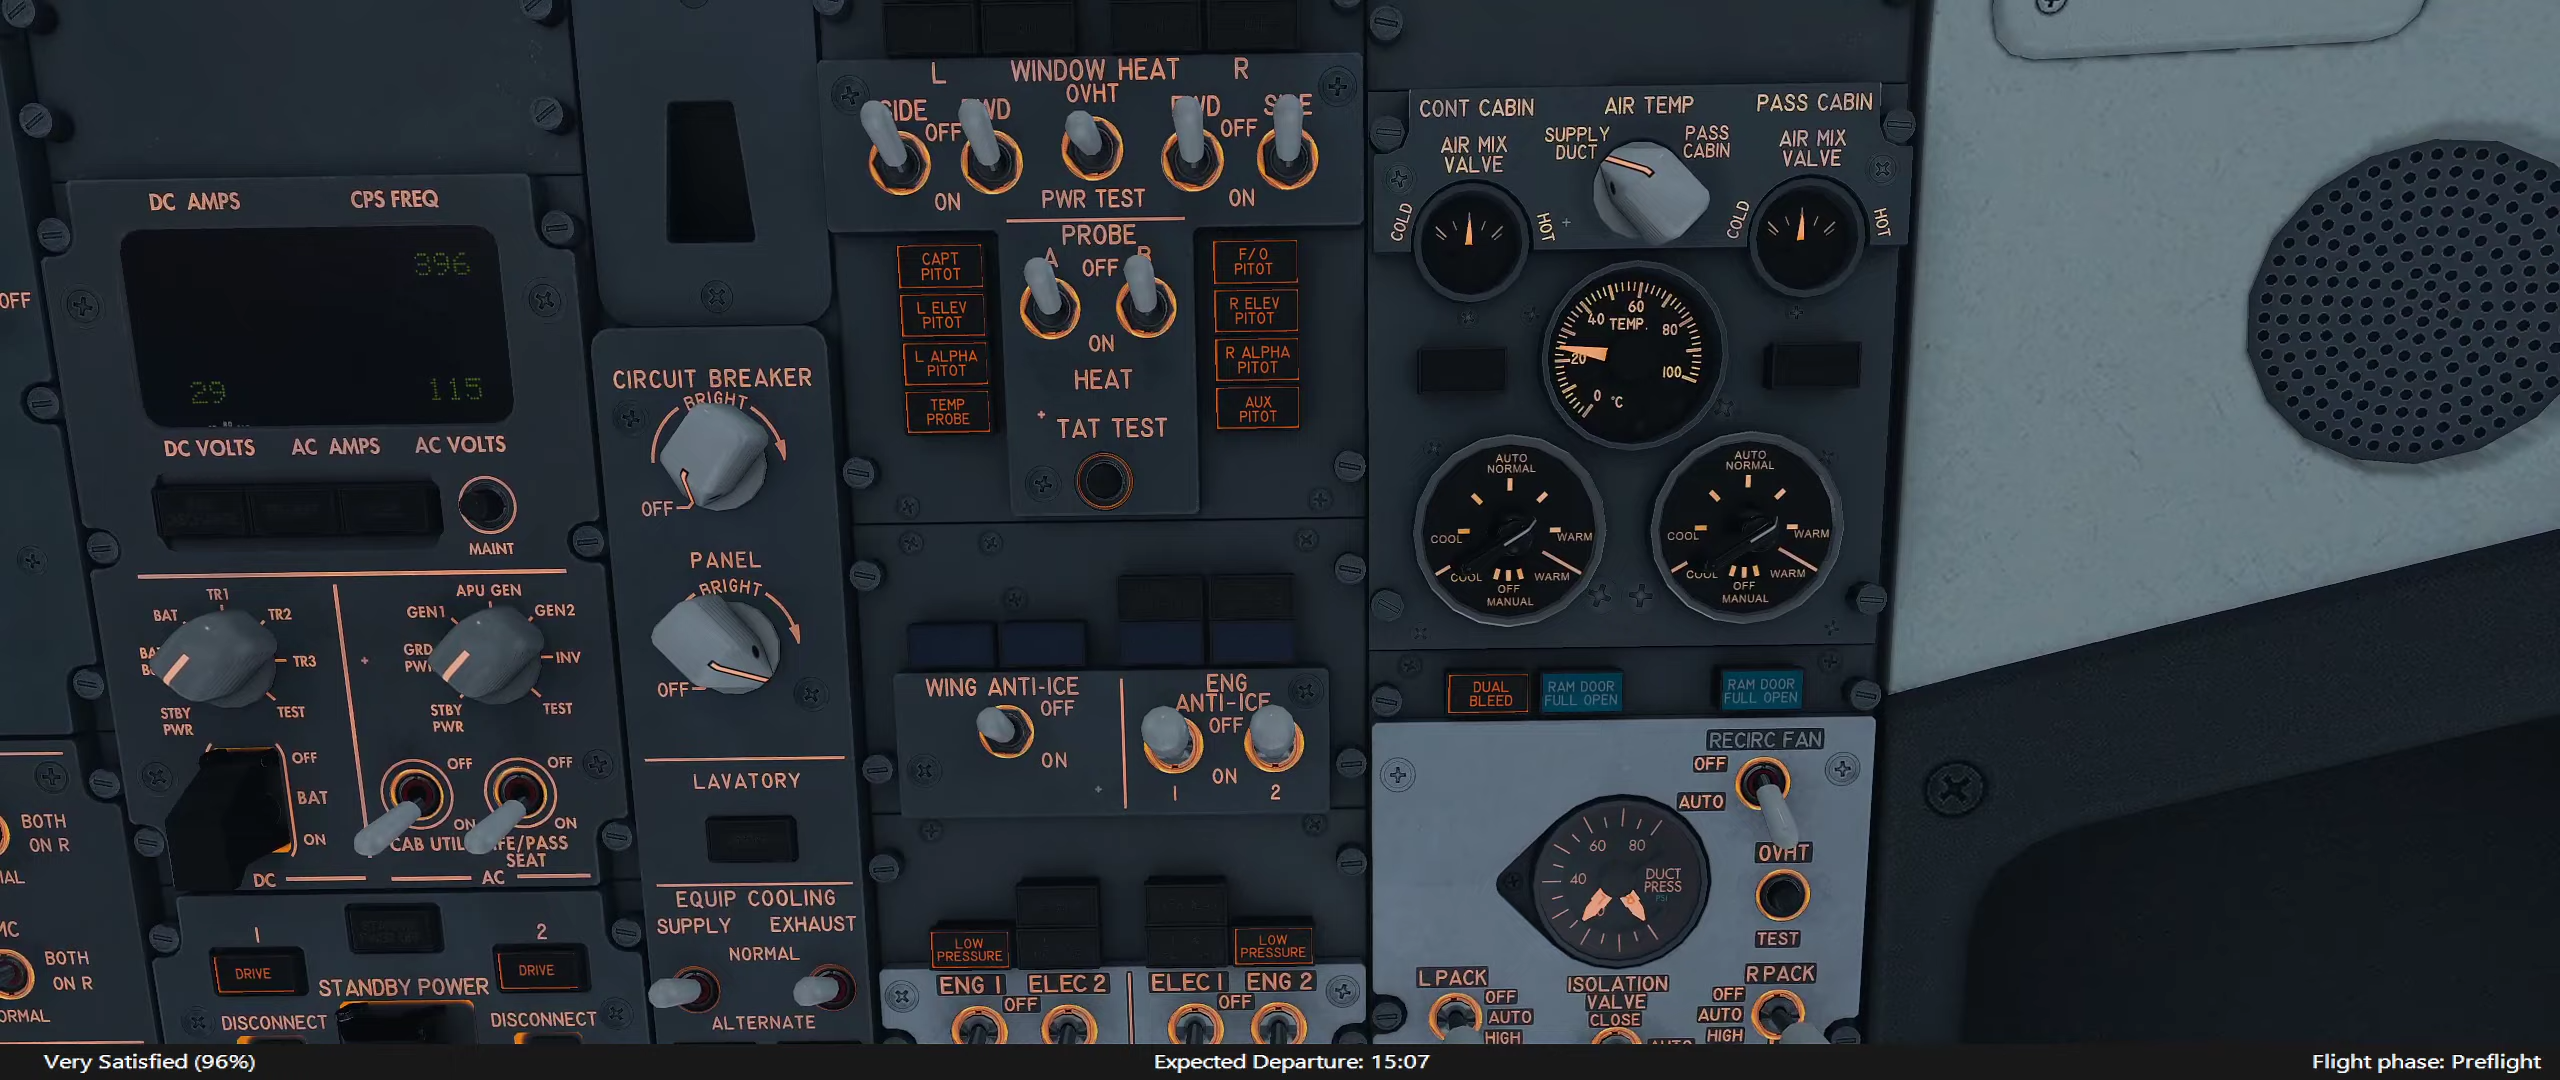 OFF
BOTH
ON R
BOTH
ON R
DC AMPS
CPS FREQ
396
29
115
DC VOLTS
AC AMPS
AC VOLTS
MAINT
TR1
BAT
TR2
TR3
TEST
STBY
PWR
APU GEN
GEN1
GEN2
GRD
INV
TEST
STBY
PWR
OFF
BAT
ON
DC
OFF
ON
CAB UTIL
OFF
ON
SEAT
AC
1
2
DRIVE
DRIVE
STANDBY POWER
DISCONNECT
DISCONNECT
CIRCUIT BREAKER
BRIGHT
OFF
PANEL
BRIGHT
OFF
LAVATORY
EQUIP COOLING
SUPPLY
EXHAUST
NORMAL
ALTERNATE
L
WINDOW HEAT
R
OVHT
OFF
OFF
ON
PWR TEST
ON
PROBE
A
B
OFF
ON
HEAT
TAT TEST
CAPT
PITOT
L ELEV
PITOT
L ALPHA
PITOT
TEMP
PROBE
F/O
PITOT
R ELEV
PITOT
R ALPHA
PITOT
AUX
PITOT
WING ANTI-ICE
OFF
ON
ENG
ANTI-ICE
OFF
ON
1
2
LOW
PRESSURE
LOW
PRESSURE
ENG 1
ELEC 2
OFF
ELEC 1
ENG 2
OFF
CONT CABIN
AIR TEMP
PASS CABIN
AIR MIX
VALVE
SUPPLY
DUCT
PASS
CABIN
AIR MIX
VALVE
COLD
HOT
COLD
HOT
60
40
TEMP.
80
20
100
0
°C
AUTO
NORMAL
COOL
WARM
COOL
WARM
OFF
MANUAL
AUTO
NORMAL
COOL
WARM
COOL
WARM
OFF
MANUAL
DUAL
BLEED
RAM DOOR
FULL OPEN
RAM DOOR
FULL OPEN
RECIRC FAN
OFF
AUTO
OVHT
TEST
60
80
40
DUCT
PRESS
PSI
L PACK
OFF
AUTO
HIGH
ISOLATION
VALVE
CLOSE
R PACK
OFF
AUTO
HIGH
Very Satisfied (96%)
Expected Departure: 15:07
Flight phase: Preflight